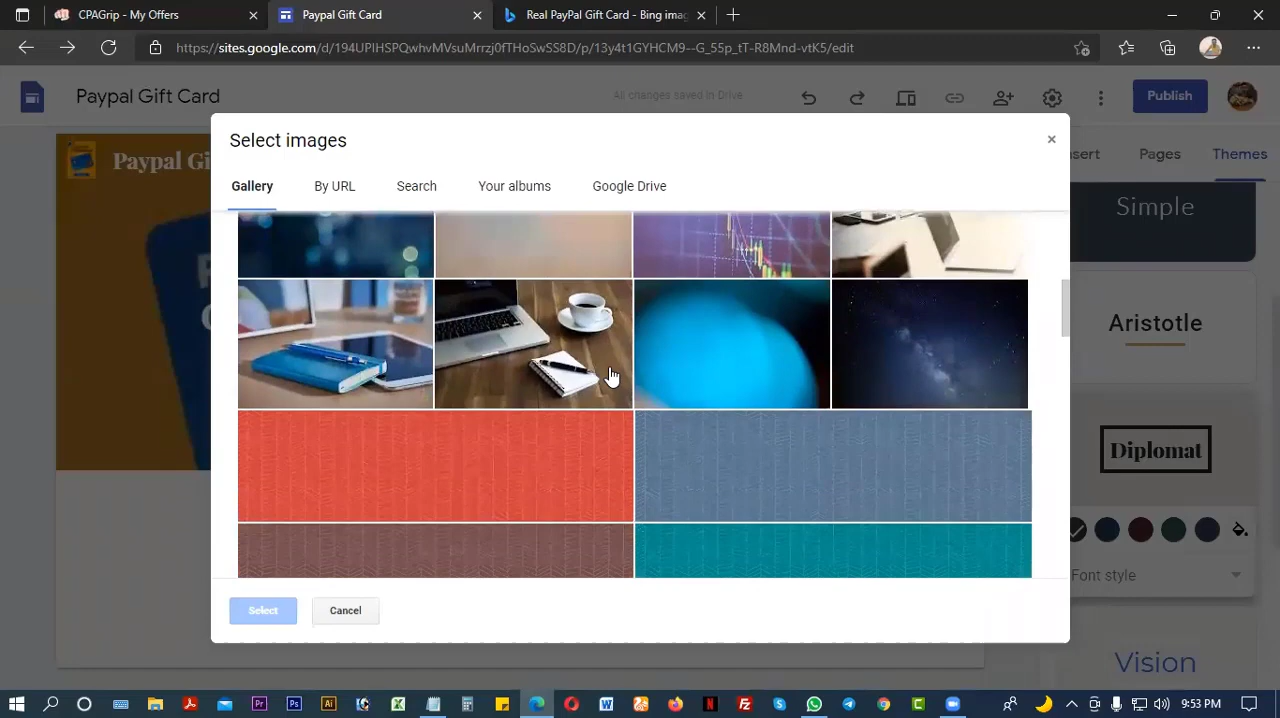 CPAGrip - My Offers
Paypal Gift Card
Real PayPal Gift Card - Bing imag
https://sites.google.com/d/194UPIHSPQwhvMVsuMrrzj0fTHoSwSS8D/p/13y4t1GYHCM9--G_55p_tT-R8Mnd-vtK5/edit
Paypal Gift Card
All changes saved in Drive
Publish
Select images
Insert
Pages
Themes
Paypal Gi
Gallery
By URL
Search
Your albums
Google Drive
Simple
Aristotle
Diplomat
Font style
Select
Cancel
Vision
9:53 PM